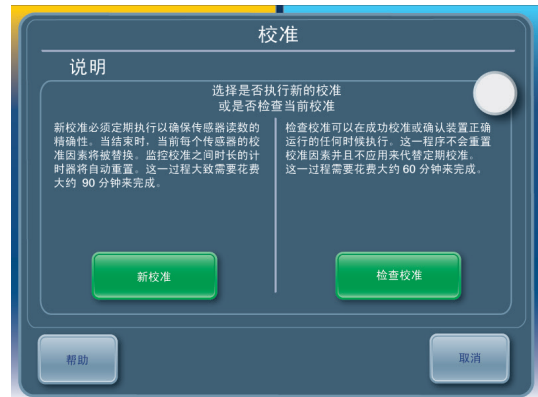 校准
说明
选择是否执行新的校准
或是否检查当前校准
新校准必须定期执行以确保传感器读数的
精确性。当结束时，当前每个传感器的校
准因素将被替换。监控校准之间时长的计
时器将自动重置。这一过程大致需要花费
大约 90 分钟来完成。
检查校准可以在成功校准或确认装置正确
运行的任何时候执行。这一程序不会重置
校准因素并且不应用来代替定期校准。
这一过程需要花费大约 60 分钟来完成。
新校准
检查校准
帮助
取消